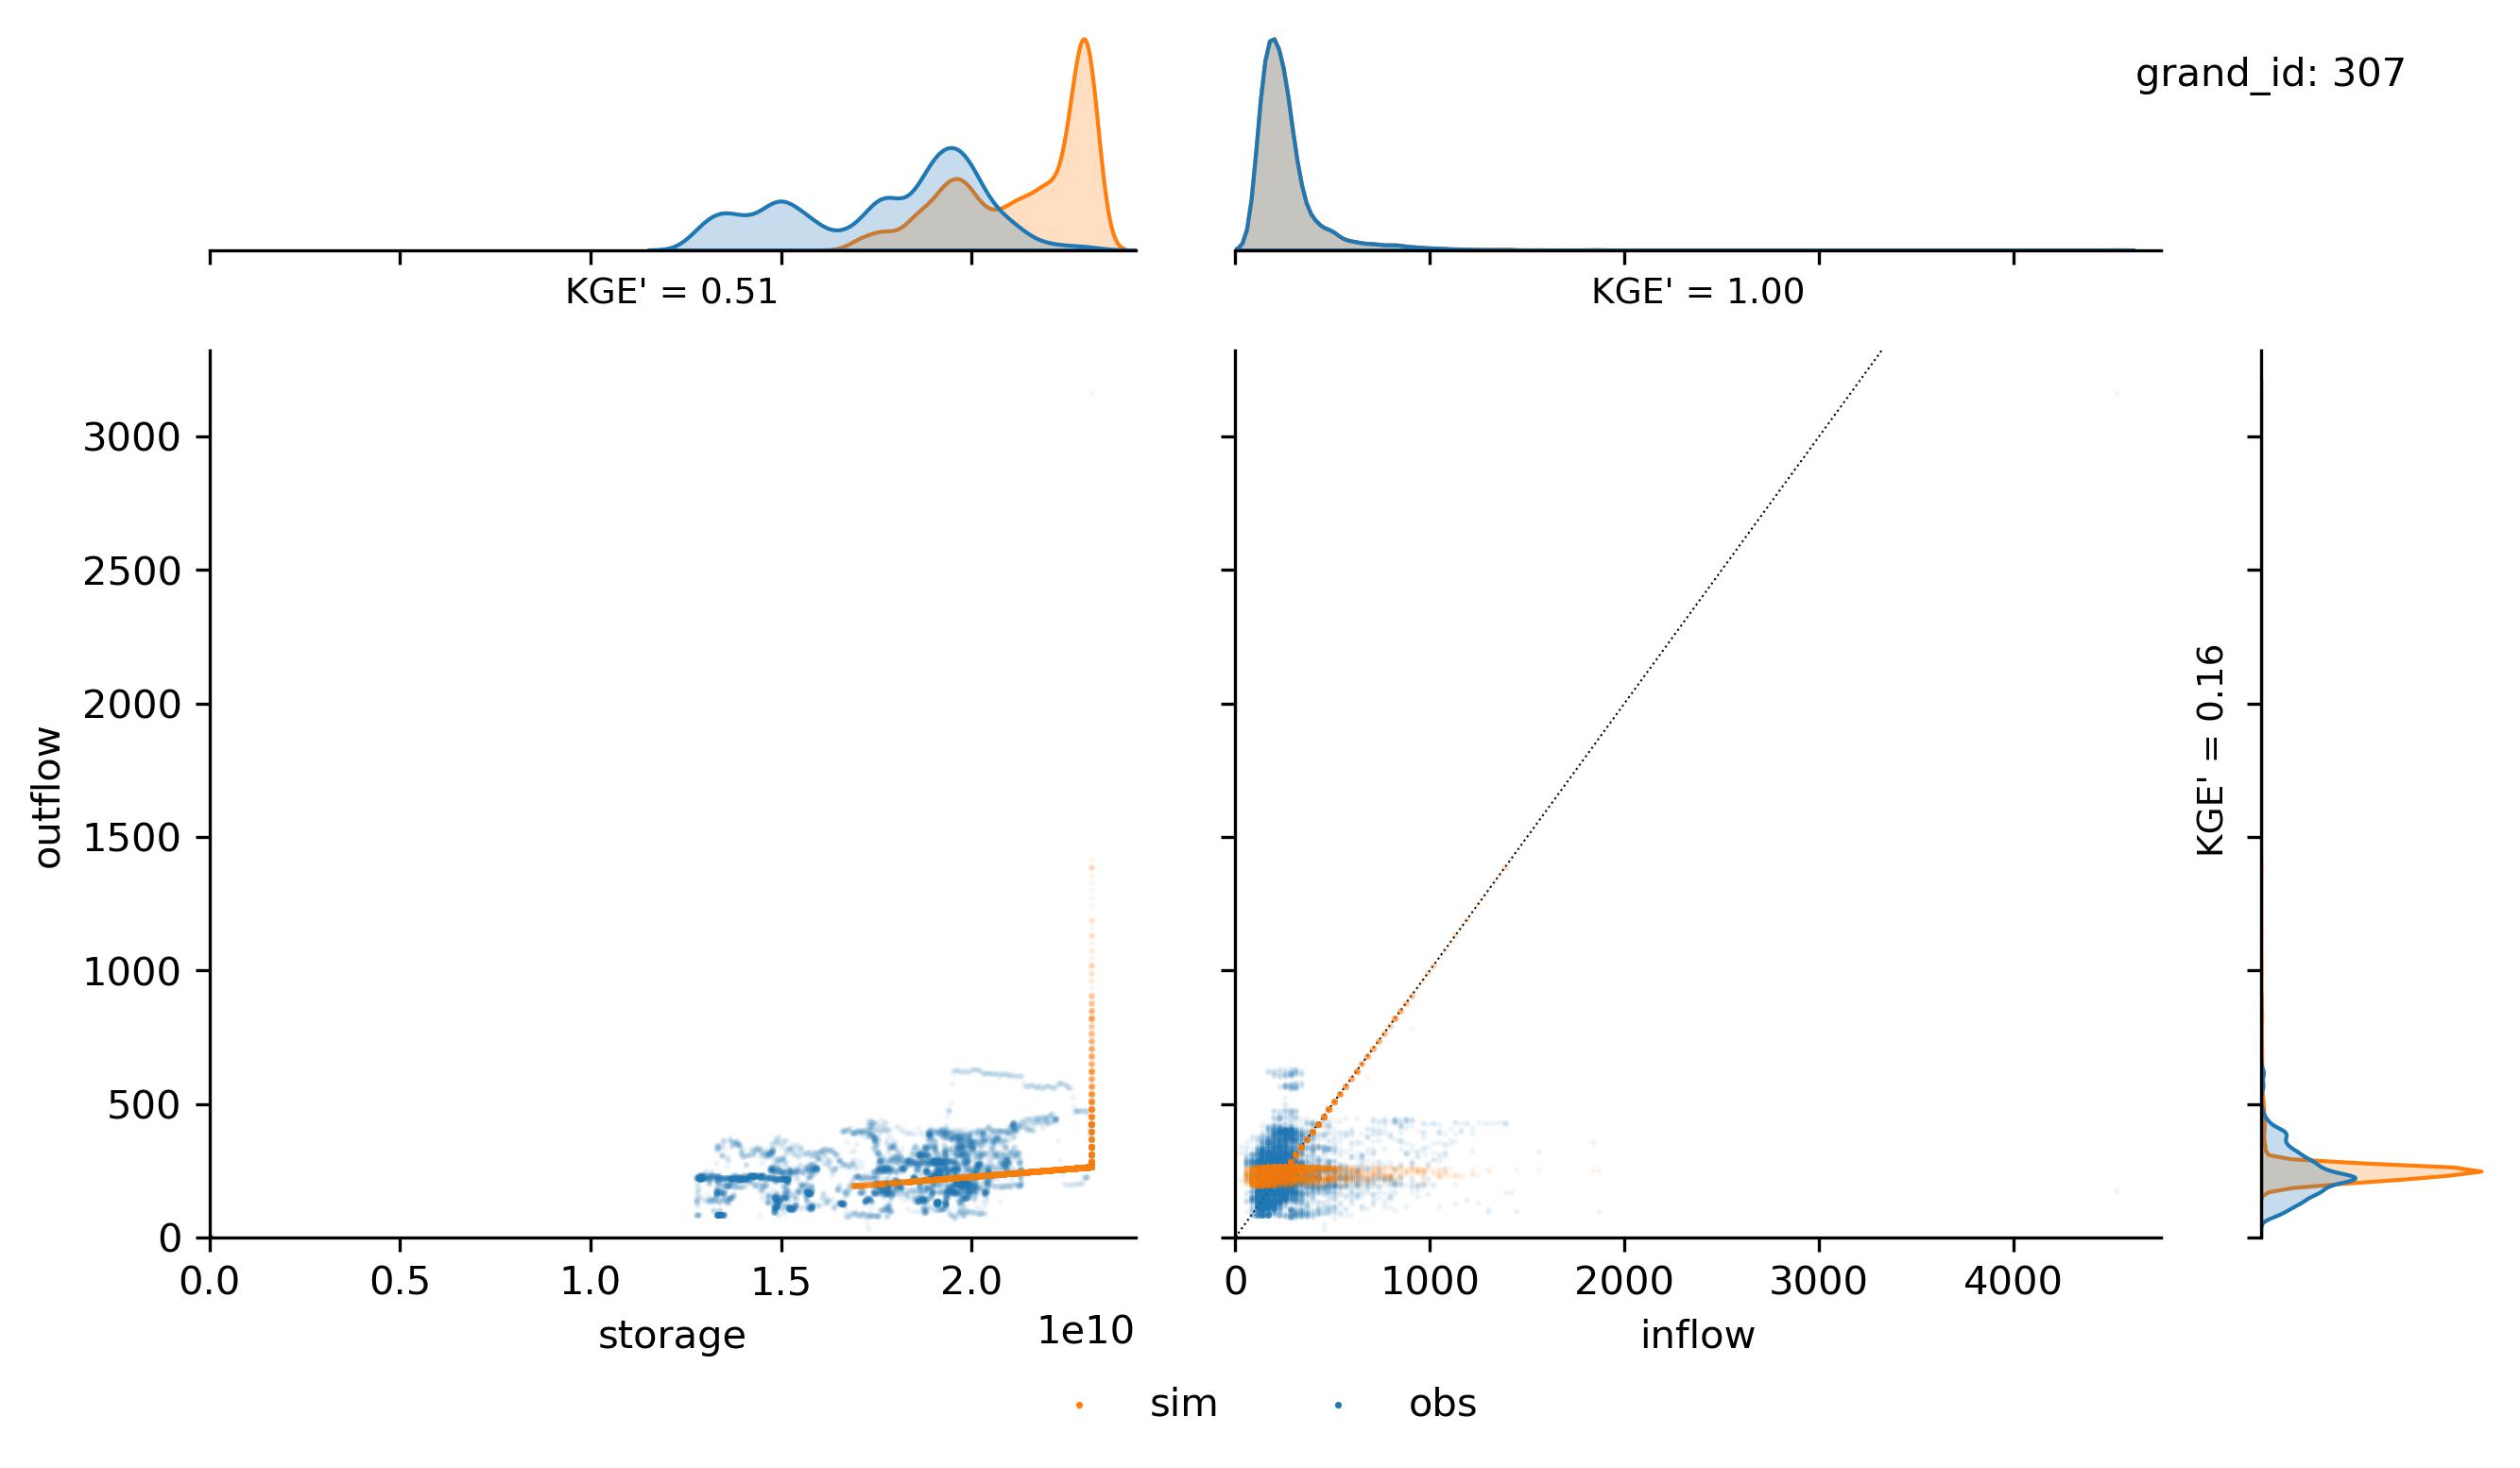 grand_id: 307
KGE' = 0.51
KGE' = 1.00
3000
2500
2000
1500
1000
500
0
outflow
KGE' = 0.16
0.0 0.5 1.0 1.5 2.0
1e10
storage
0 1000 2000 3000 4000
inflow
sim obs